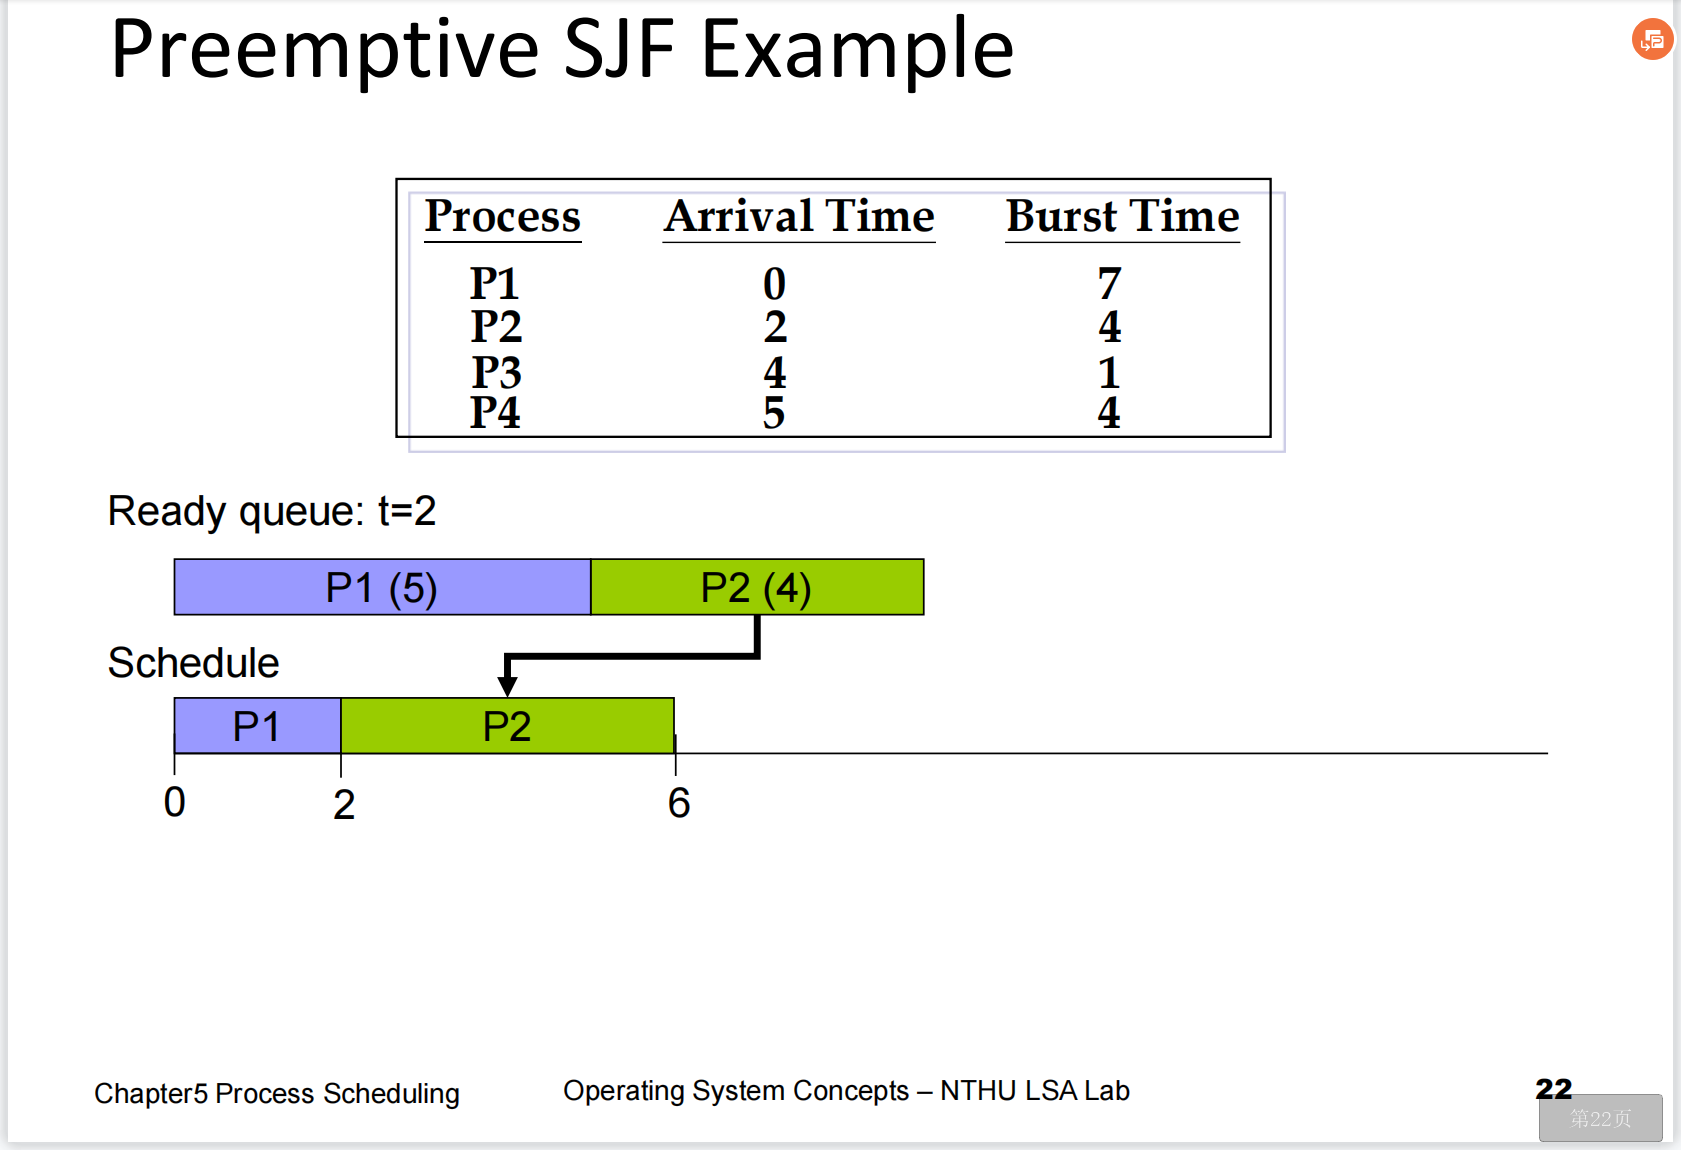 Preemptive SJF Example
Process Arrival Time Burst Time
P1 0 7
P2 2 4
P3 4 1
P4 5 4
Ready queue: t=2
P1 (5) P2 (4)
Schedule
P1 P2
0 2 6
Chapter5 Process Scheduling Operating System Concepts – NTHU LSA Lab 22
第22页